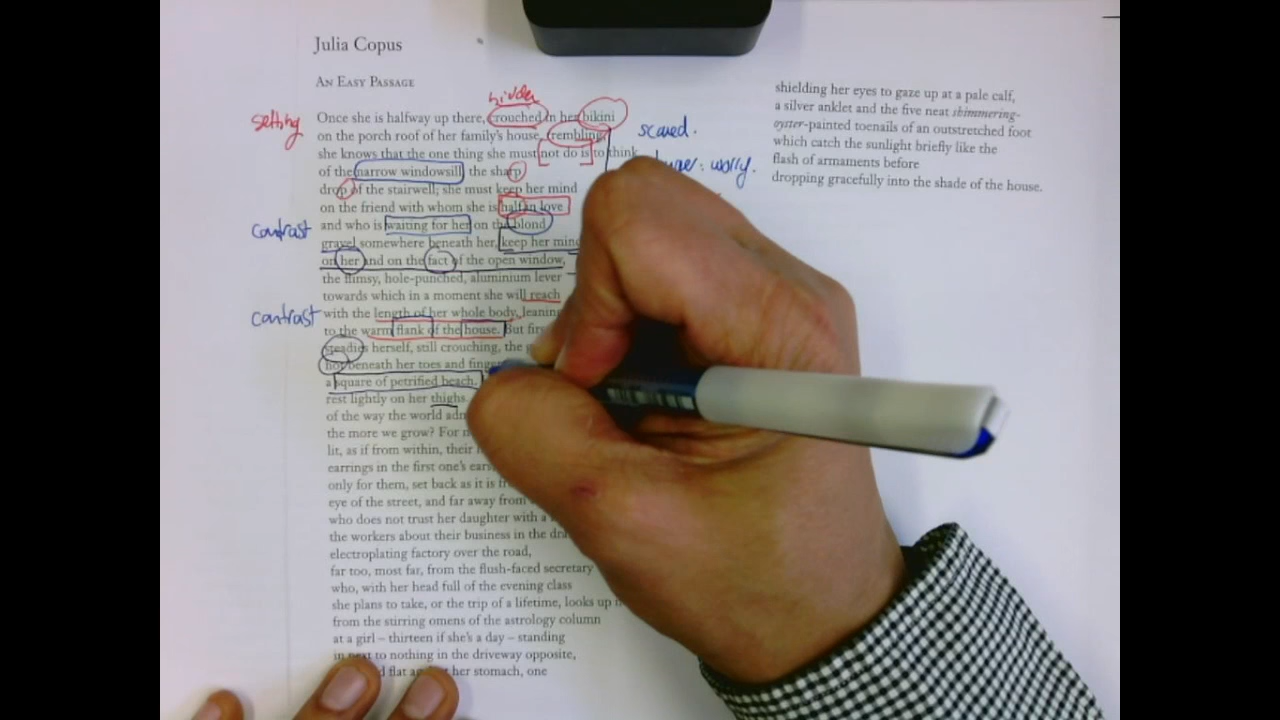 Julia Copus
AN EASY PASSAGE
hidden
setting
Once she is halfway up there, crouched in her bikini
on the porch roof of her family's house, trembling,
scared.
she knows that the one thing she must not do is to think
of the narrow windowsill, the sharp
: worry.
drop of the stairwell; she must keep her mind
on the friend with whom she is half in love
contrast
and who is waiting for her on the blond
gravel somewhere beneath her, keep her mind
on her and on the fact of the open window,
the flimsy, hole-punched, aluminium lever
towards which in a moment she will reach
contrast
with the length of her whole body, leaning
to the warm flank of the house. But first
steadies herself, still crouching, the
hot beneath her toes and
a square of petrified beach.
rest lightly on her thighs.
of the way the world
the more we grow? For
lit, as if from within, their
earrings in the first one's
only for them, set back as it is
eye of the street, and far away from
who does not trust her daughter with a
the workers about their business in the
electroplating factory over the road,
far too, most far, from the flush-faced secretary
who, with her head full of the evening class
she plans to take, or the trip of a lifetime, looks up
from the stirring omens of the astrology column
at a girl – thirteen if she's a day – standing
in next to nothing in the driveway opposite,
flat against her stomach, one
shielding her eyes to gaze up at a pale calf,
a silver anklet and the five neat shimmering-
oyster-painted toenails of an outstretched foot
which catch the sunlight briefly like the
flash of armaments before
dropping gracefully into the shade of the house.